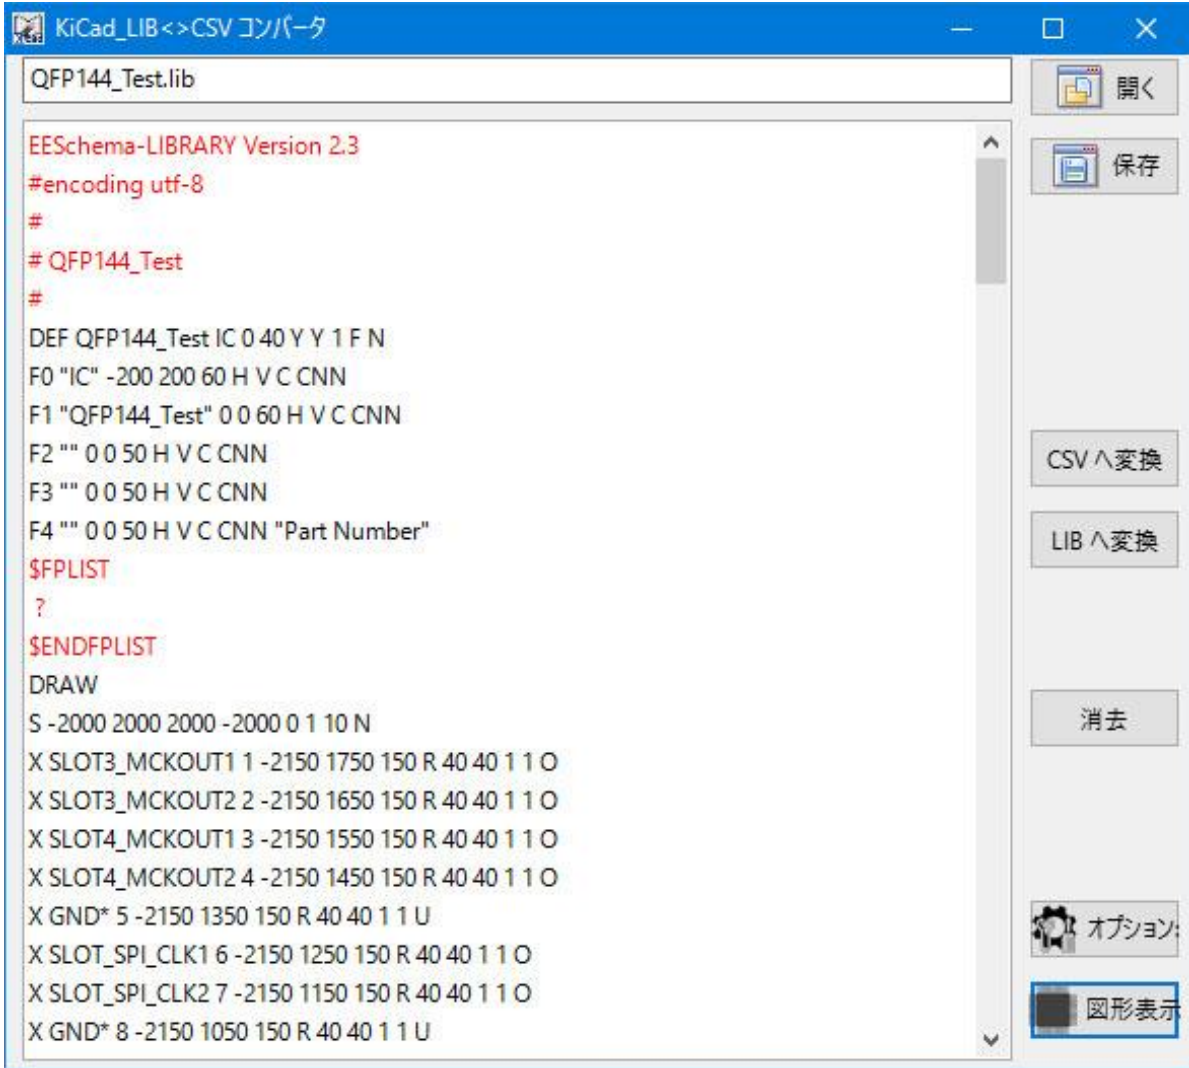 KiCad_LIB<>CSV コンバータ
QFP144_Test.lib
開く
保存
EESchema-LIBRARY Version 2.3
#encoding utf-8
#
# QFP144_Test
#
DEF QFP144_Test IC 0 40 Y Y 1 F N
F0 "IC" -200 200 60 H V C CNN
F1 "QFP144_Test" 0 0 60 H V C CNN
F2 "" 0 0 50 H V C CNN
F3 "" 0 0 50 H V C CNN
F4 "" 0 0 50 H V C CNN "Part Number"
$FPLIST
?
$ENDFPLIST
DRAW
S -2000 2000 2000 -2000 0 1 10 N
X SLOT3_MCKOUT1 1 -2150 1750 150 R 40 40 1 1 O
X SLOT3_MCKOUT2 2 -2150 1650 150 R 40 40 1 1 O
X SLOT4_MCKOUT1 3 -2150 1550 150 R 40 40 1 1 O
X SLOT4_MCKOUT2 4 -2150 1450 150 R 40 40 1 1 O
X GND* 5 -2150 1350 150 R 40 40 1 1 U
X SLOT_SPI_CLK1 6 -2150 1250 150 R 40 40 1 1 O
X SLOT_SPI_CLK2 7 -2150 1150 150 R 40 40 1 1 O
X GND* 8 -2150 1050 150 R 40 40 1 1 U
CSV へ変換
LIB へ変換
消去
オプション
図形表示